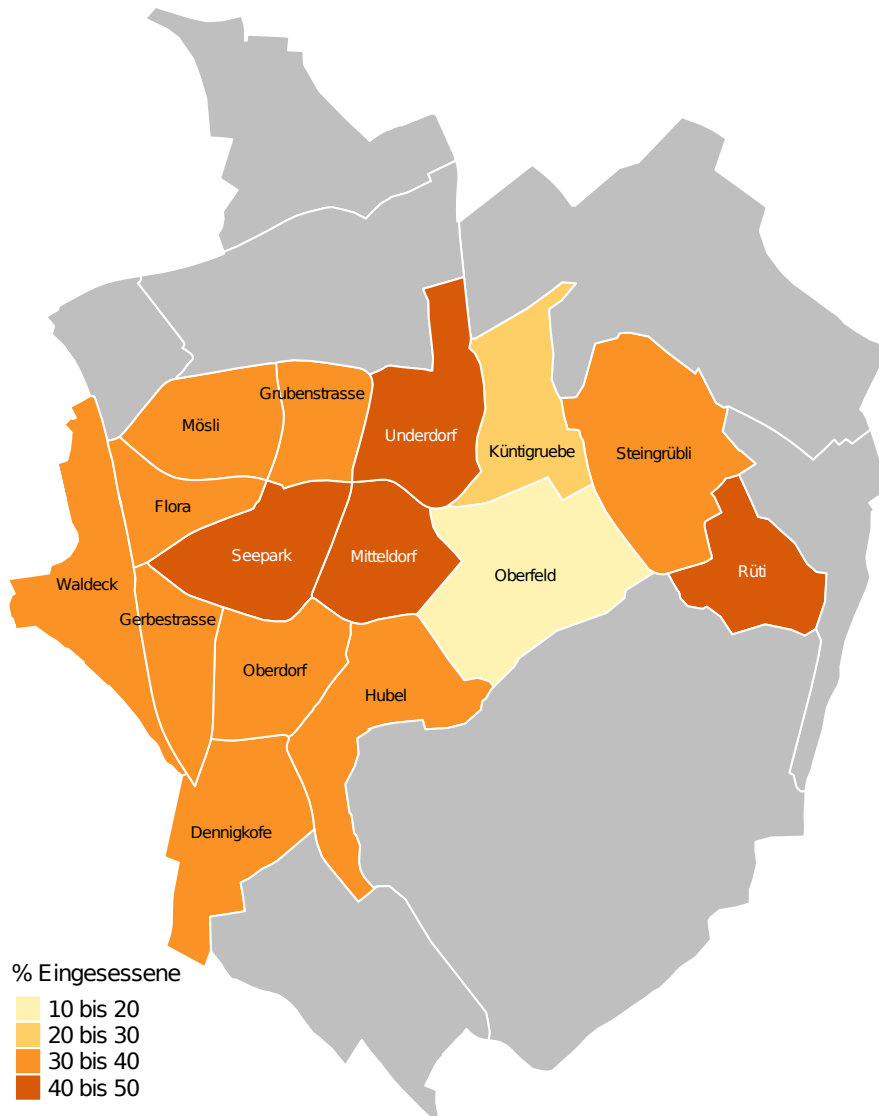 Grubenstrasse
Mösli
Underdorf
Küntigruebe
Steingrübli
Flora
Seepark
Mitteldorf
Rüti
Oberfeld
Waldeck
Gerbestrasse
Oberdorf
Hubel
Dennigkofe
% Eingesessene
10 bis 20
20 bis 30
30 bis 40
40 bis 50